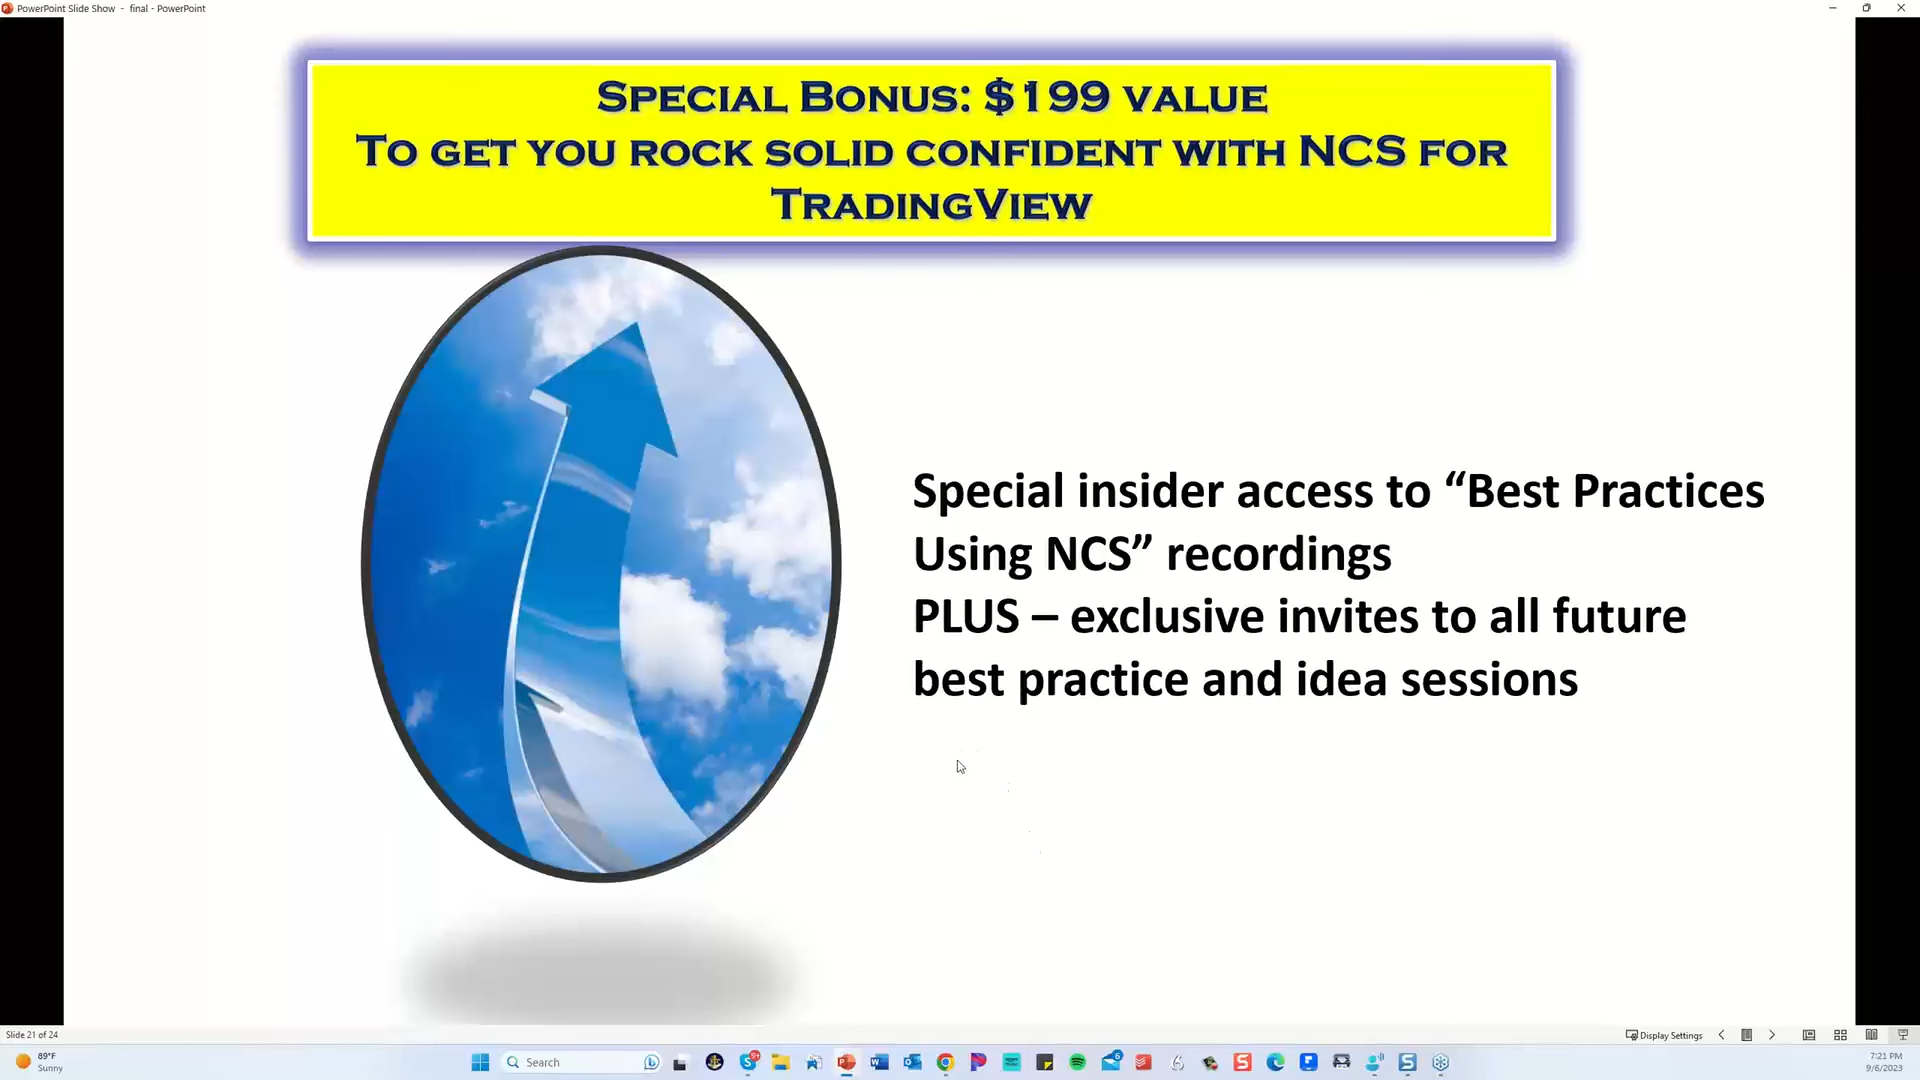 PowerPoint Slide Show - final - PowerPoint
Special Bonus: $199 value
To get you rock solid confident with NCS for
TradingView
Special insider access to “Best Practices
Using NCS” recordings
PLUS – exclusive invites to all future
best practice and idea sessions
Slide 21 of 24
Display Settings
89°F
Sunny
Search
7:21 PM
9/6/2023